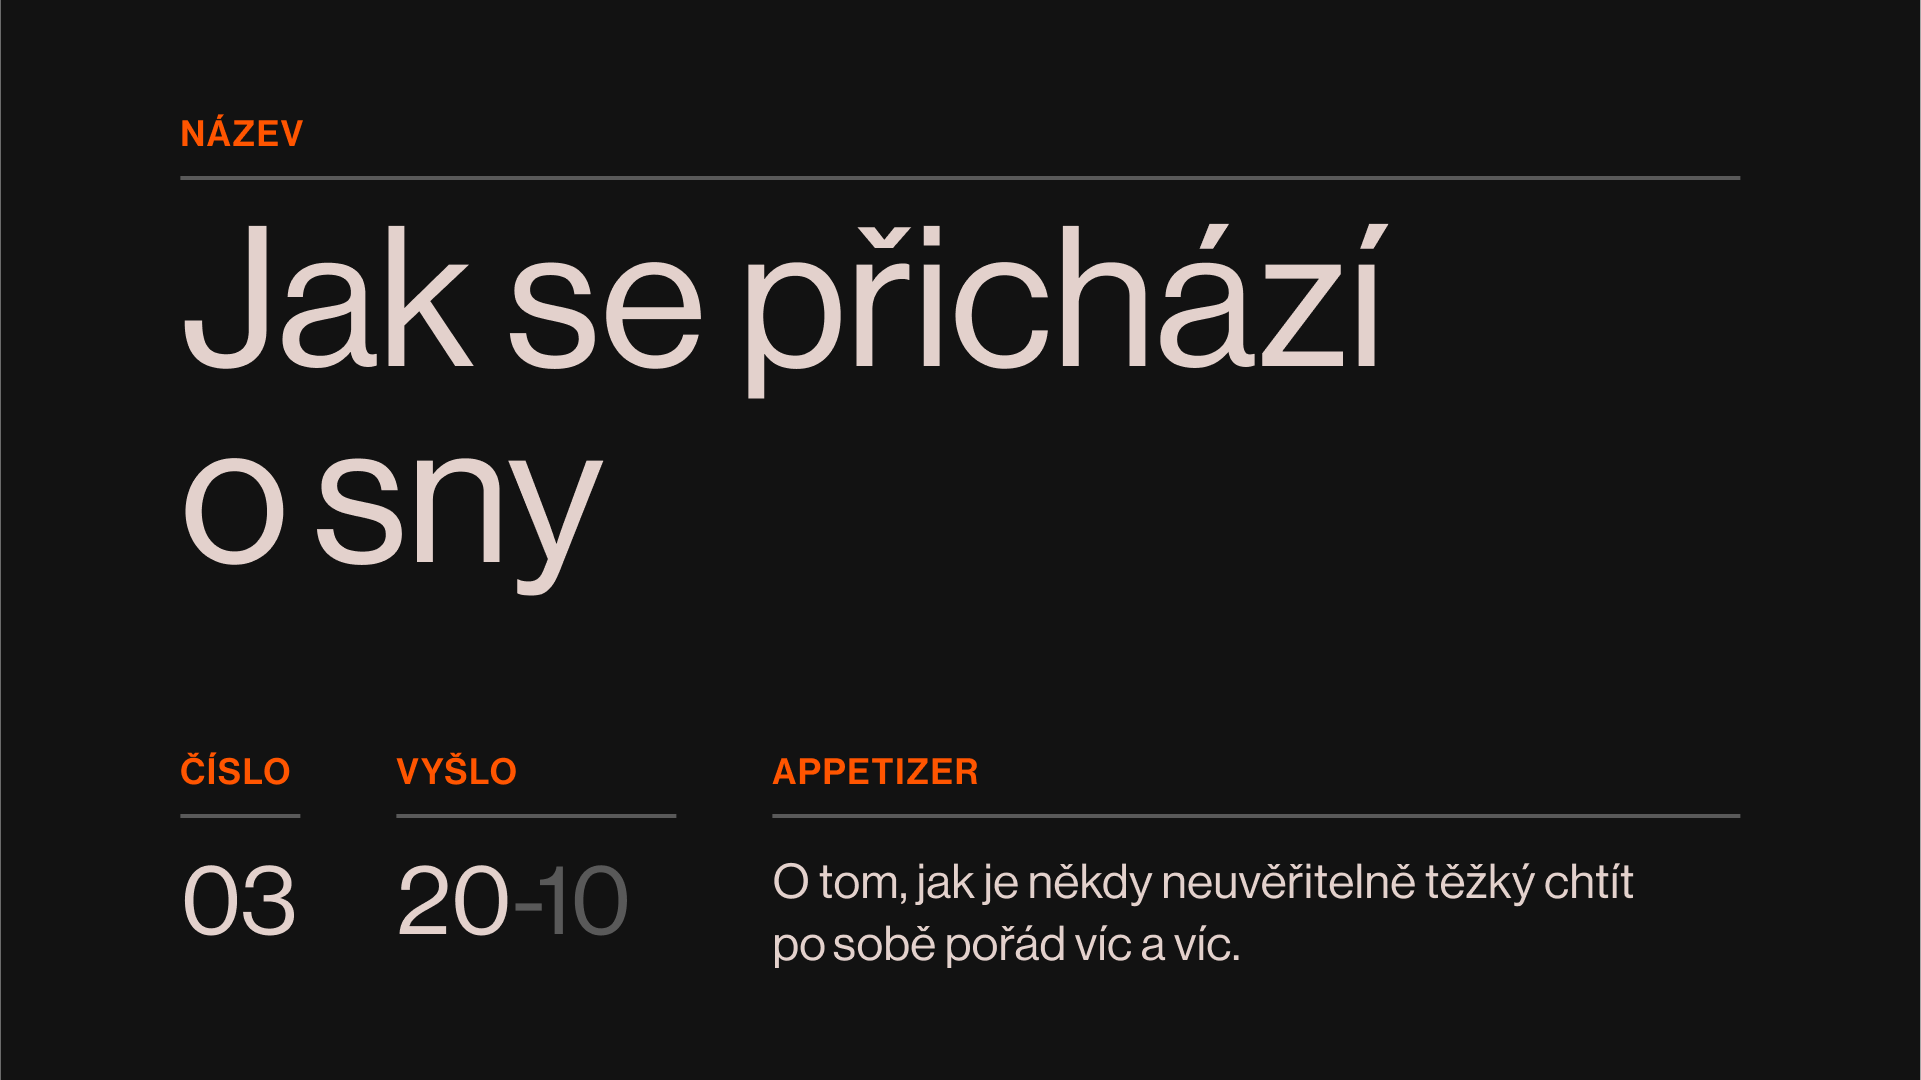 NÁZEV
Jak se přichází
o sny
ČÍSLO
03
VYŠLO
20-10
APPETIZER
O tom, jak je někdy neuvěřitelně těžký chtít
po sobě pořád víc a víc.